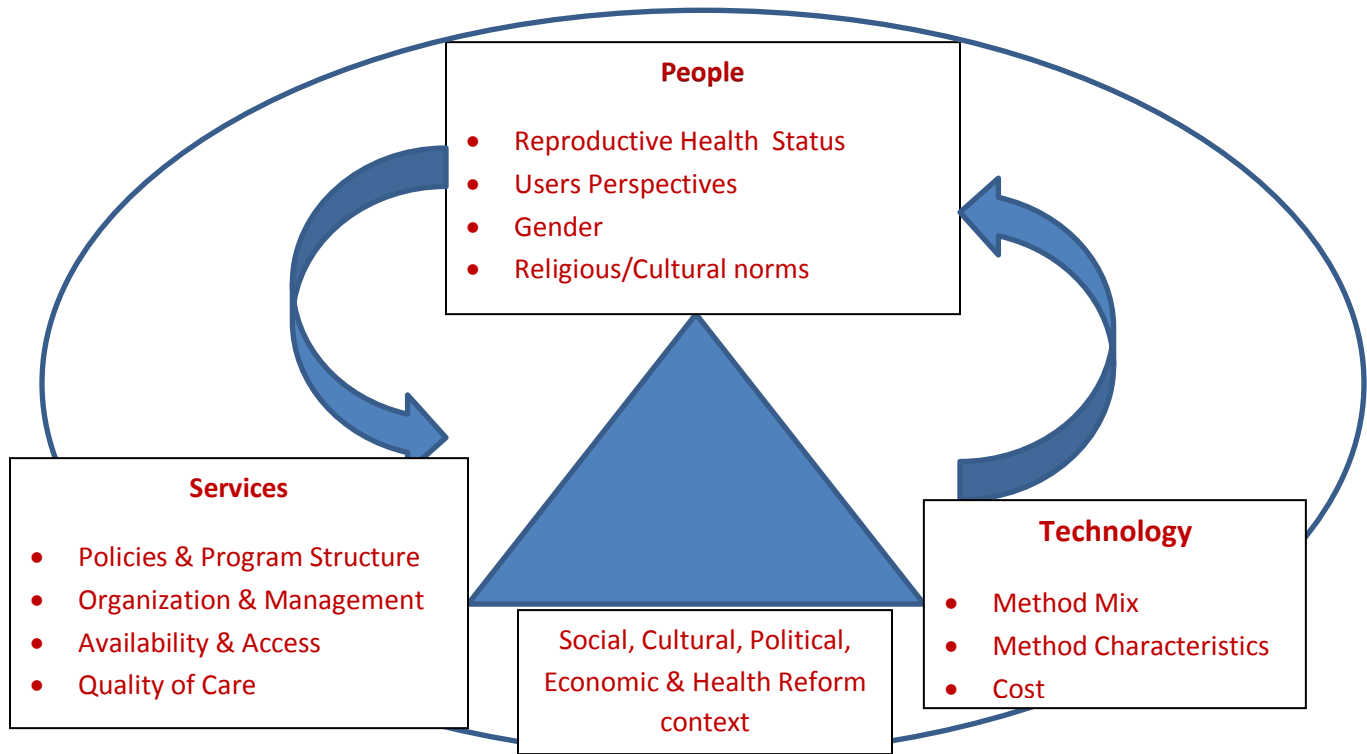 People
• Reproductive Health Status
• Users Perspectives
• Gender
• Religious/Cultural norms
Services
• Policies & Program Structure
• Organization & Management
• Availability & Access
• Quality of Care
Technology
• Method Mix
• Method Characteristics
• Cost
Social, Cultural, Political,
Economic & Health Reform
context